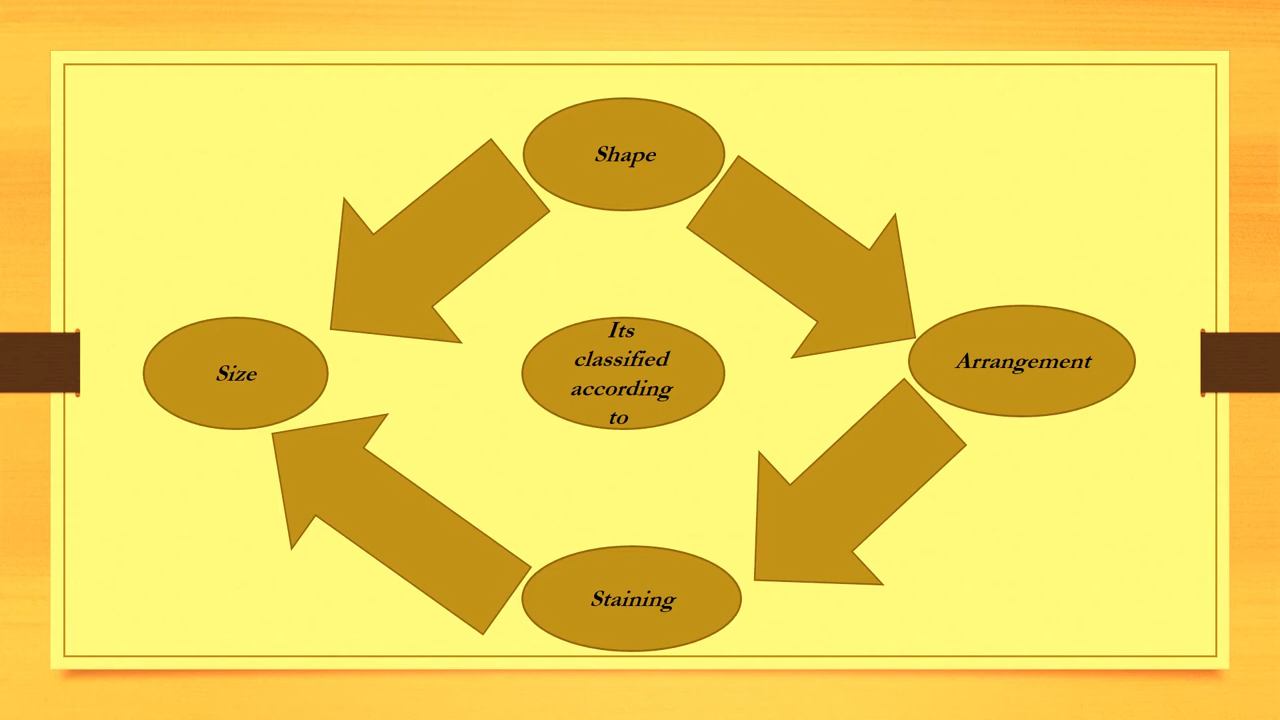 Shape
Arrangement
Size
Its
classified
according
to
Staining